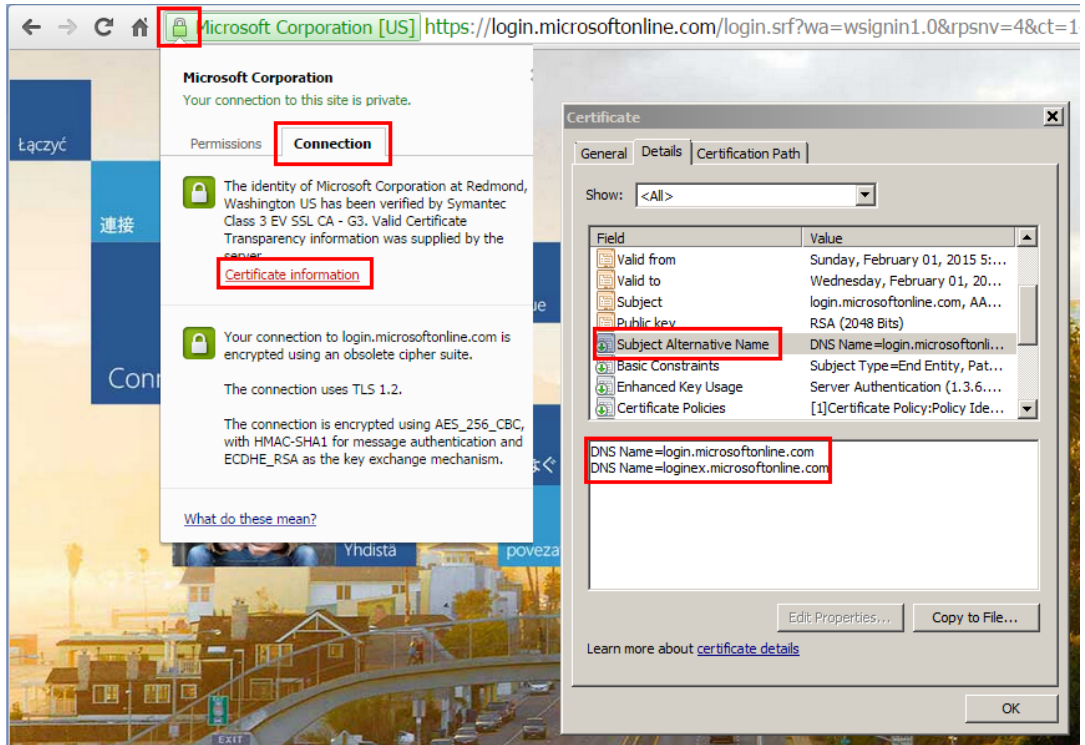 Microsoft Corporation [US] https://login.microsoftonline.com/login.srf?wa=wsignin1.0&rpsnv=4&ct=1
Microsoft Corporation
Your connection to this site is private.
Permissions Connection
The identity of Microsoft Corporation at Redmond,
Washington US has been verified by Symantec
Class 3 EV SSL CA - G3. Valid Certificate
Transparency information was supplied by the
server.
Certificate information
Your connection to login.microsoftonline.com is
encrypted using an obsolete cipher suite.
The connection uses TLS 1.2.
The connection is encrypted using AES_256_CBC,
with HMAC-SHA1 for message authentication and
ECDHE_RSA as the key exchange mechanism.
What do these mean?
Łączyć
連接
Conn
ue
まぐ
Yhdistä
poveza
EXIT
Certificate
General Details Certification Path
Show: <All>
Field Value
Valid from Sunday, February 01, 2015 5:...
Valid to Wednesday, February 01, 20...
Subject login.microsoftonline.com, AA...
Public key RSA (2048 Bits)
Subject Alternative Name DNS Name=login.microsoftonli...
Basic Constraints Subject Type=End Entity, Pat...
Enhanced Key Usage Server Authentication (1.3.6....
Certificate Policies [1]Certificate Policy:Policy Ide...
DNS Name=login.microsoftonline.com
DNS Name=loginex.microsoftonline.com
Edit Properties... Copy to File...
Learn more about certificate details
OK